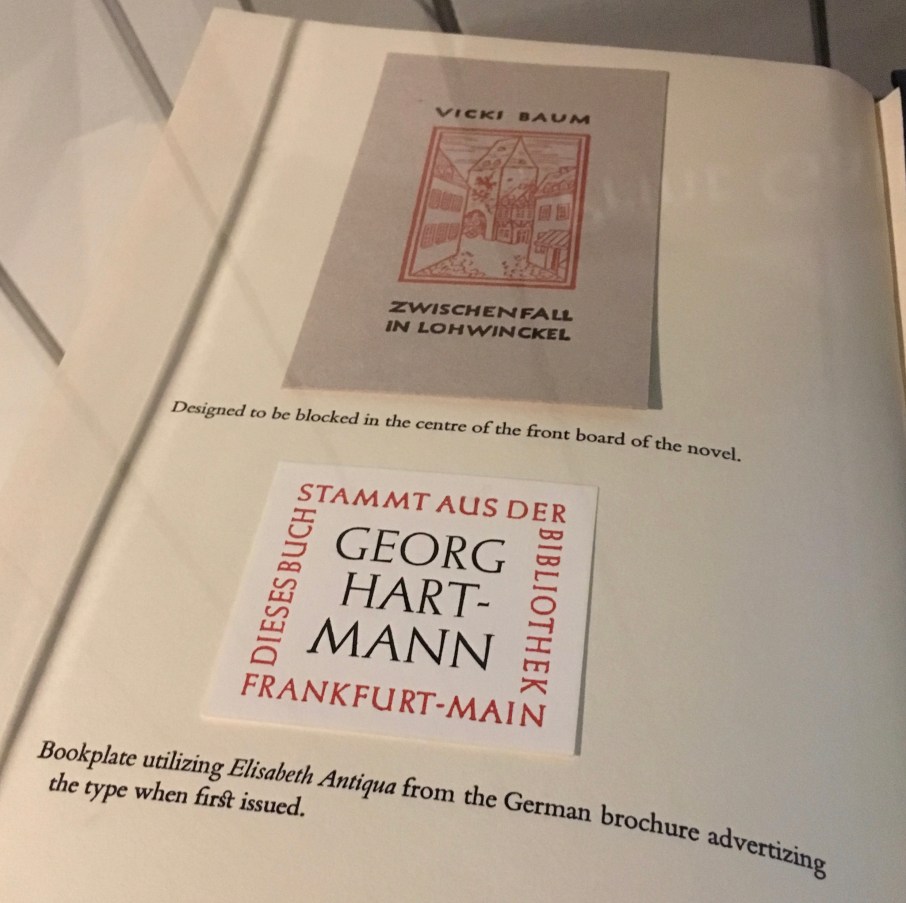 VICKI BAUM
ZWISCHENFALL
IN LOHWINCKEL
Designed to be blocked in the centre of the front board of the novel.
DIESES BUCH
STAMMT AUS DER
BIBLIOTHEK
GEORG
HART-
MANN
FRANKFURT-MAIN
Bookplate utilizing Elisabeth Antiqua from the German brochure advertizing
the type when first issued.